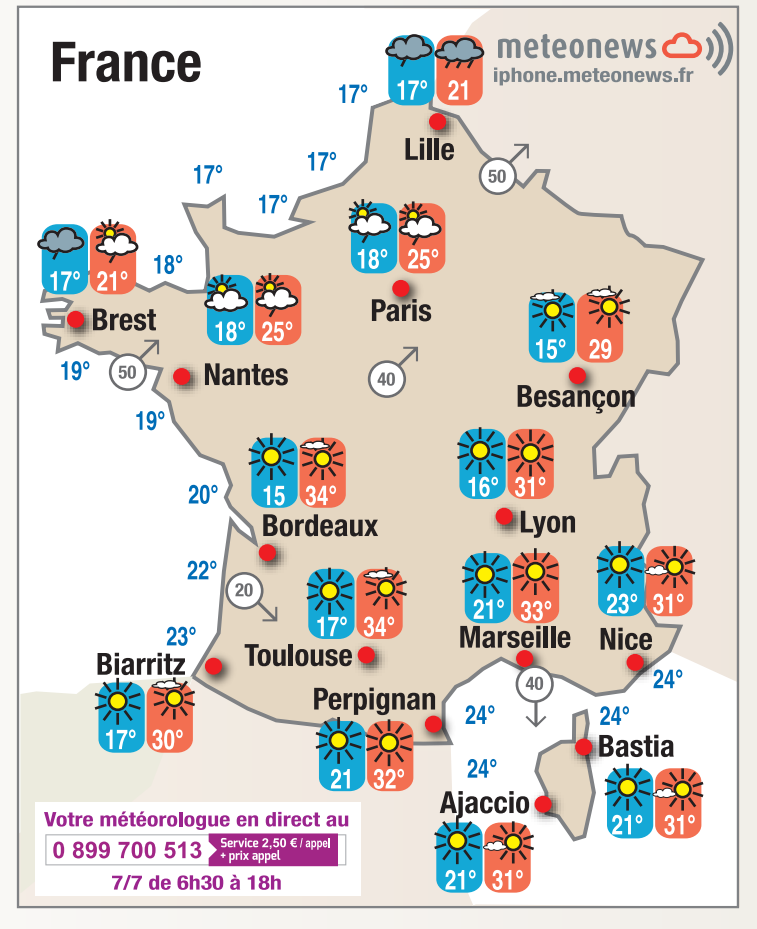 France
meteonews
iphone.meteonews.fr
17° 21
17°
Lille
17°
50
17°
17°
18° 25°
Paris
17° 21°
18°
18° 25°
Brest
15° 29
19°
50
Nantes
40
Besançon
19°
15 34°
16° 31°
20°
Bordeaux
Lyon
22°
20
17° 34°
21° 33°
23° 31°
23°
Biarritz
Toulouse
Marseille
Nice
24°
17° 30°
Perpignan
40
24°
24°
21 32°
Bastia
24°
21° 31°
Ajaccio
21° 31°
Votre météorologue en direct au
0 899 700 513
Service 2,50 € / appel
+ prix appel
7/7 de 6h30 à 18h